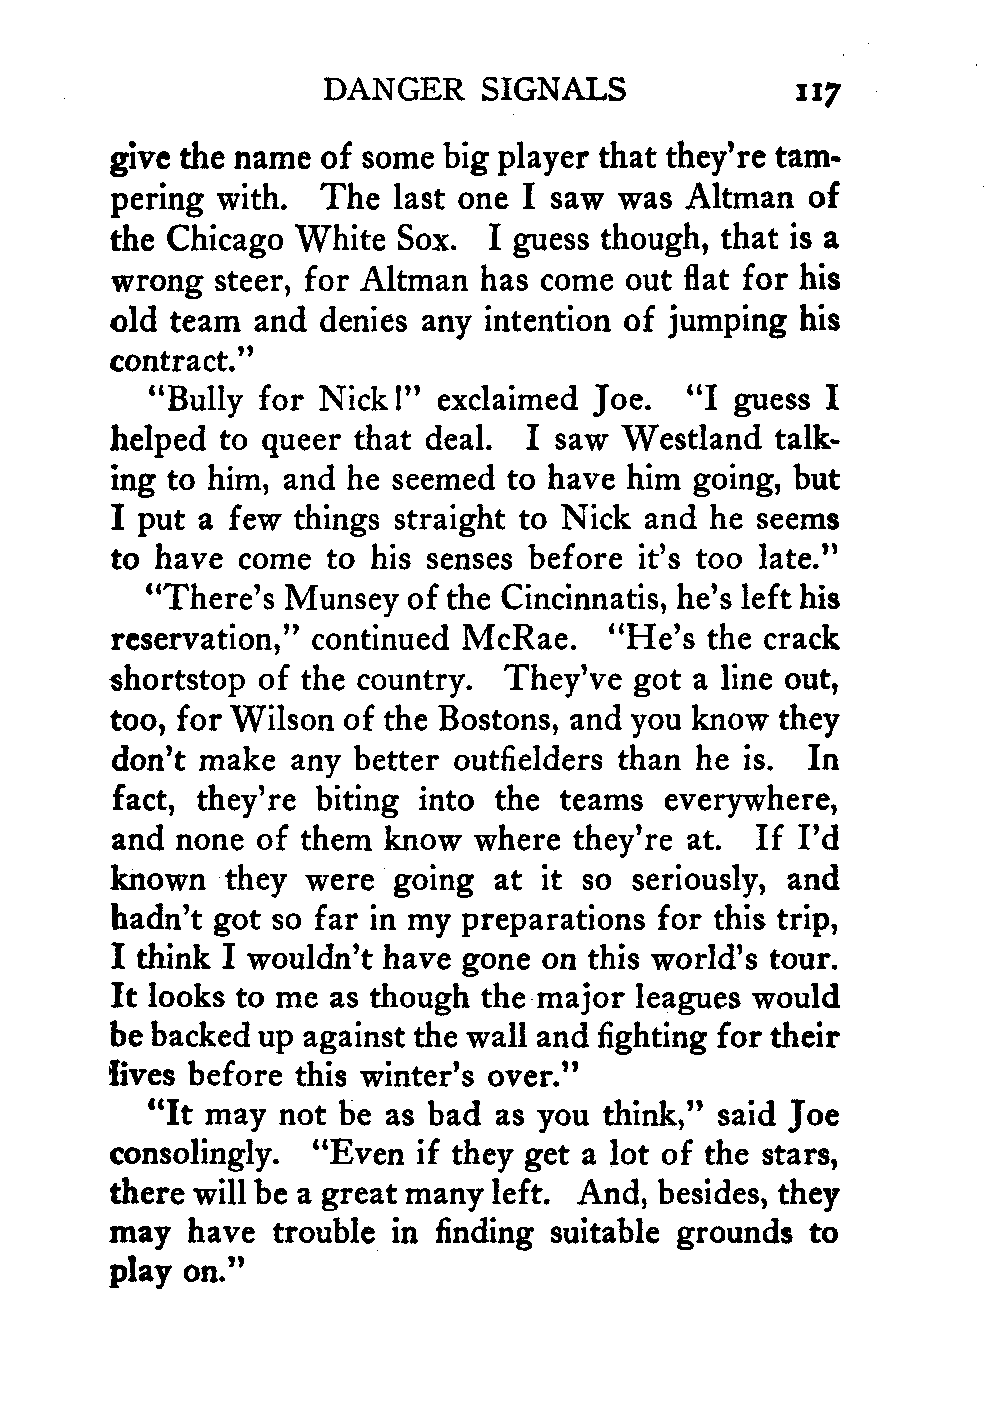 DANGER SIGNALS 117
give the name of some big player that they're tam-
pering with. The last one I saw was Altman of
the Chicago White Sox. I guess though, that is a
wrong steer, for Altman has come out flat for his
old team and denies any intention of jumping his
contract."
"Bully for Nick!" exclaimed Joe. "I guess I
helped to queer that deal. I saw Westland talk-
ing to him, and he seemed to have him going, but
I put a few things straight to Nick and he seems
to have come to his senses before it's too late."
"There's Munsey of the Cincinnatis, he's left his
reservation," continued McRae. "He's the crack
shortstop of the country. They've got a line out,
too, for Wilson of the Bostons, and you know they
don't make any better outfielders than he is. In
fact, they're biting into the teams everywhere,
and none of them know where they're at. If I'd
known they were going at it so seriously, and
hadn't got so far in my preparations for this trip,
I think I wouldn't have gone on this world's tour.
It looks to me as though the major leagues would
be backed up against the wall and fighting for their
lives before this winter's over."
"It may not be as bad as you think," said Joe
consolingly. "Even if they get a lot of the stars,
there will be a great many left. And, besides, they
may have trouble in finding suitable grounds to
play on."